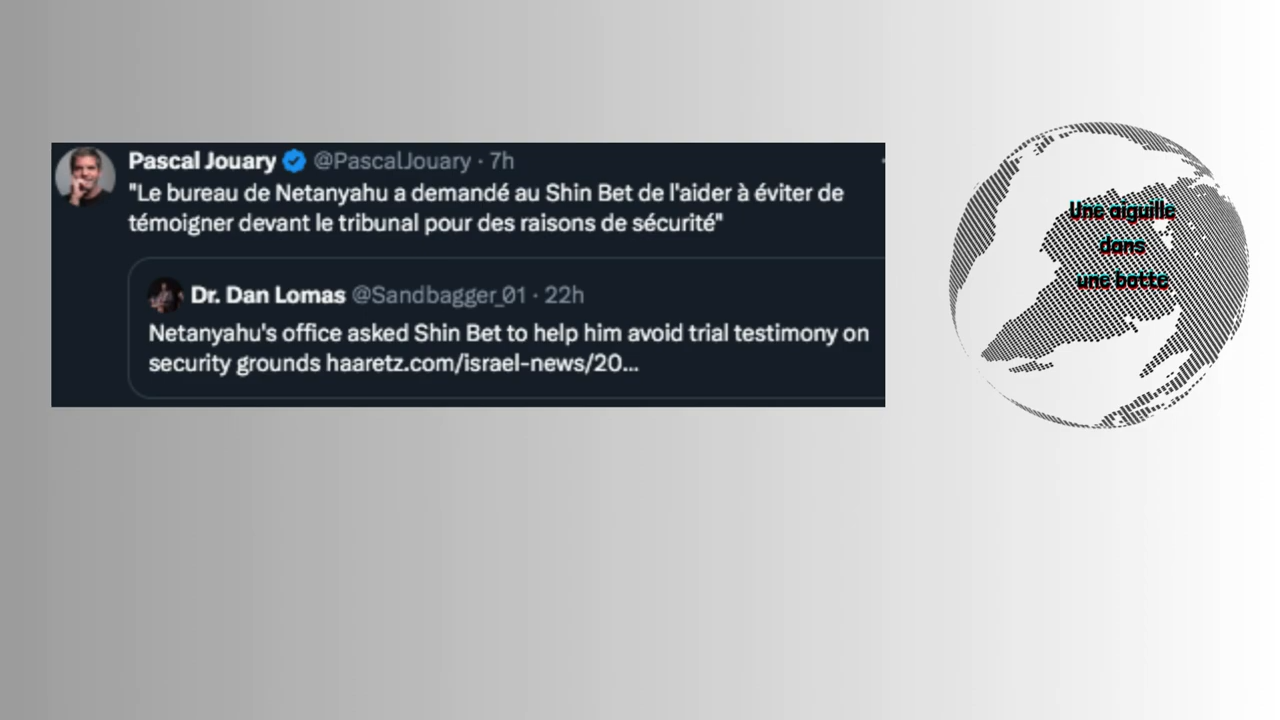 Pascal Jouary @PascalJouary · 7h
"Le bureau de Netanyahu a demandé au Shin Bet de l'aider à éviter de
témoigner devant le tribunal pour des raisons de sécurité"
Dr. Dan Lomas @Sandbagger_01 · 22h
Netanyahu's office asked Shin Bet to help him avoid trial testimony on
security grounds haaretz.com/israel-news/20...
Une aiguille
dans
une botte